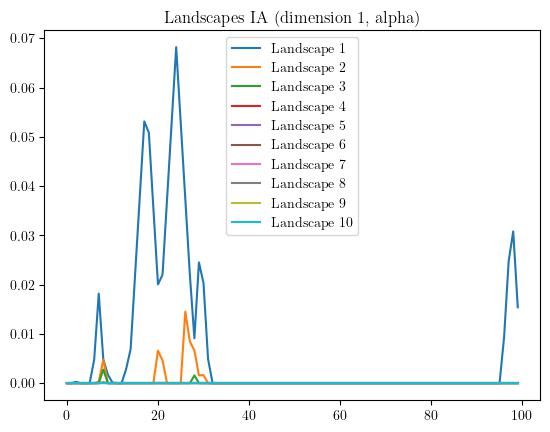 Landscapes IA (dimension 1, alpha)
0.07
0.06
0.05
0.04
0.03
0.02
0.01
0.00
Landscape 1
Landscape 2
Landscape 3
Landscape 4
Landscape 5
Landscape 6
Landscape 7
Landscape 8
Landscape 9
Landscape 10
0 20 40 60 80 100